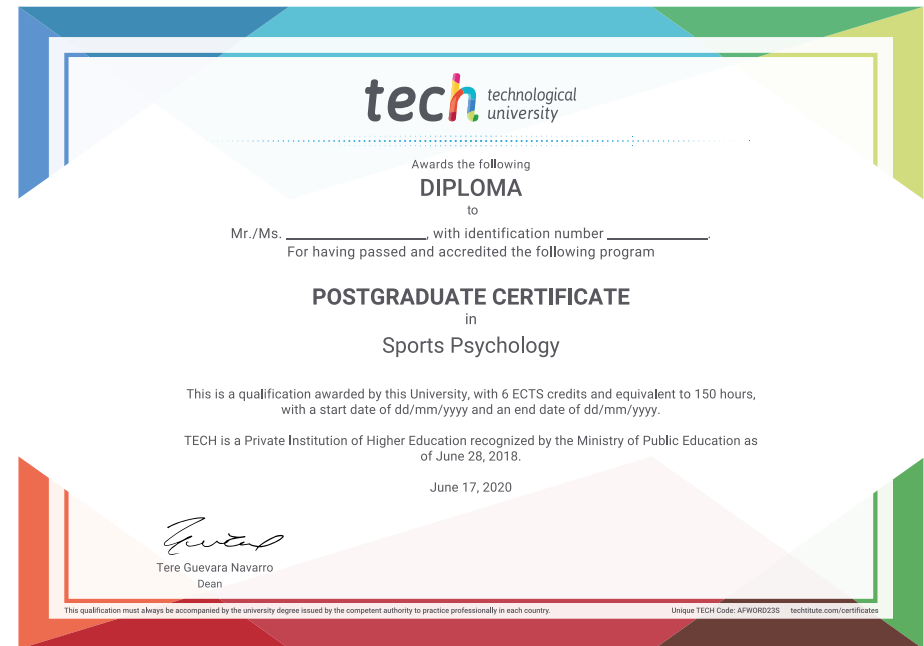 tech technological
university
Awards the following
DIPLOMA
to
Mr./Ms. ____________________, with identification number ______________.
For having passed and accredited the following program
POSTGRADUATE CERTIFICATE
in
Sports Psychology
This is a qualification awarded by this University, with 6 ECTS credits and equivalent to 150 hours,
with a start date of dd/mm/yyyy and an end date of dd/mm/yyyy.
TECH is a Private Institution of Higher Education recognized by the Ministry of Public Education as
of June 28, 2018.
June 17, 2020
Tere Guevara Navarro
Dean
This qualification must always be accompanied by the university degree issued by the competent authority to practice professionally in each country.
Unique TECH Code: AFWORD23S techtitute.com/certificates